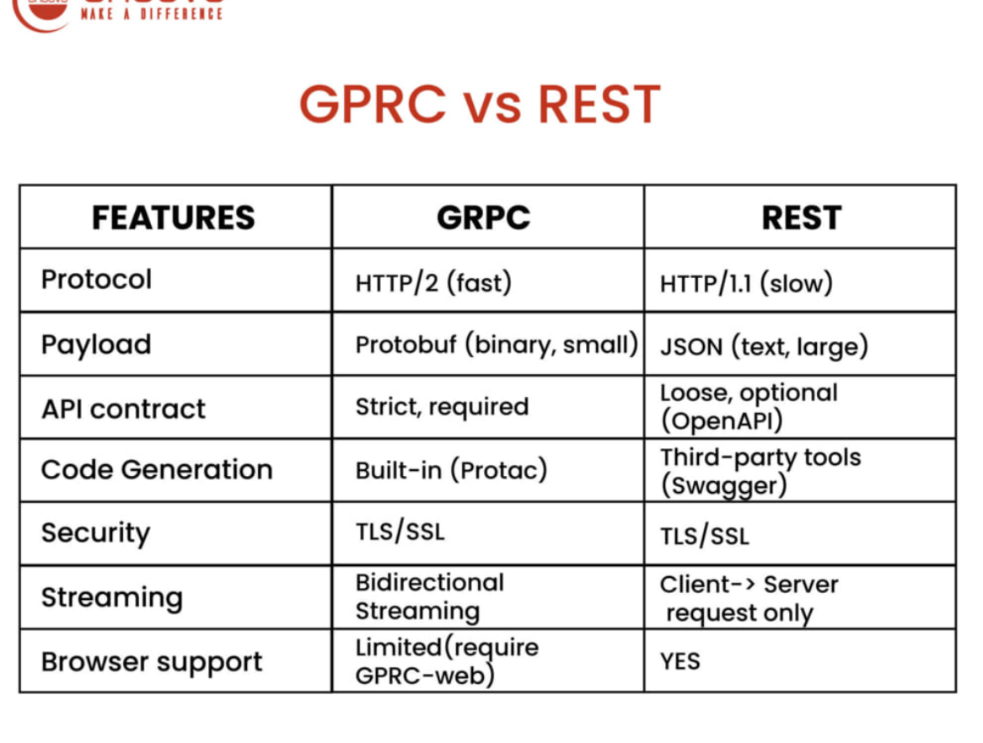 MAKE A DIFFERENCE
GPRC vs REST
FEATURES GRPC REST
Protocol HTTP/2 (fast) HTTP/1.1 (slow)
Payload Protobuf (binary, small) JSON (text, large)
API contract Strict, required Loose, optional
(OpenAPI)
Code Generation Built-in (Protac) Third-party tools
(Swagger)
Security TLS/SSL TLS/SSL
Streaming Bidirectional
Streaming
Client-> Server
request only
Browser support Limited(require
GPRC-web)
YES